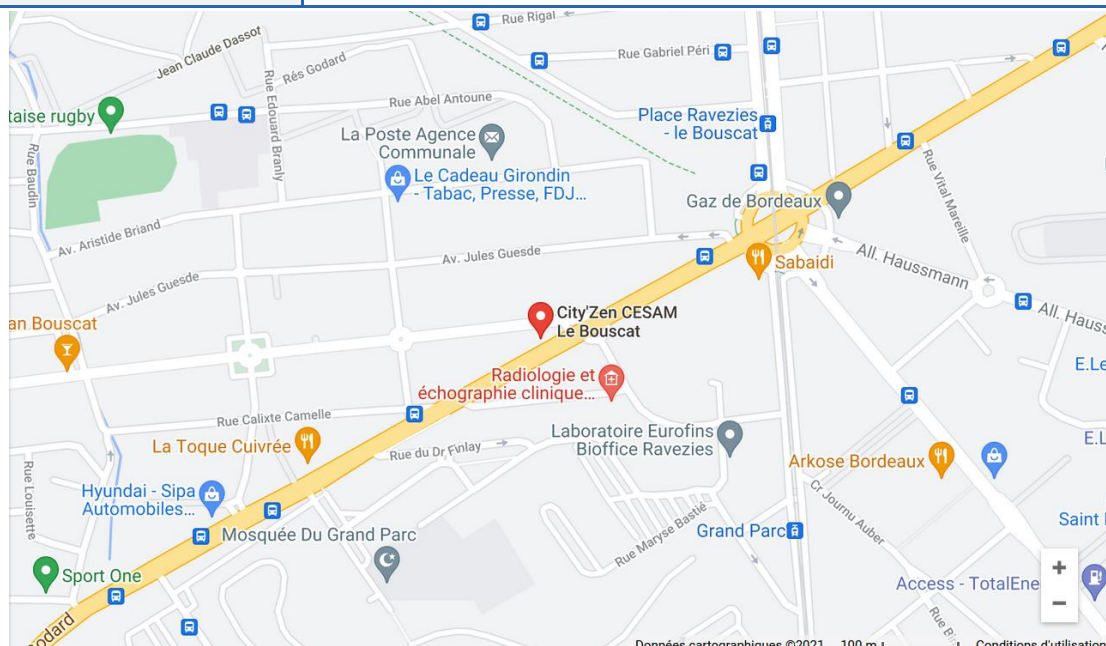 Rue Rigal
Jean Claude Dassot
Rés Godard
Rue Gabriel Péri
Rue Edouard Branly
Rue Abel Antoune
taise rugby
Place Ravezies
- le Bouscat
La Poste Agence
Communale
Rue Baudin
Le Cadeau Girondin
- Tabac, Presse, FDJ...
Rue Vital Mareille
Gaz de Bordeaux
Av. Aristide Briand
Av. Jules Guesde
Sabaidi
All. Haussmann
Av. Jules Guesde
All. Hauss
City'Zen CESAM
Le Bouscat
an Bouscat
E.Le
Radiologie et
échographie clinique...
Rue Calixte Camelle
La Toque Cuivrée
Rue du Dr Finlay
Laboratoire Eurofins
Bioffice Ravezies
E.L
Arkose Bordeaux
Rue Louisette
Hyundai - Sipa
Automobiles...
Cr Journu Auber
Rue Maryse Bastié
Grand Parc
Saint
Mosquée Du Grand Parc
Sport One
+
Access - TotalEne
−
odard
Données cartographiques ©2021
100 m
Conditions d'utilisation